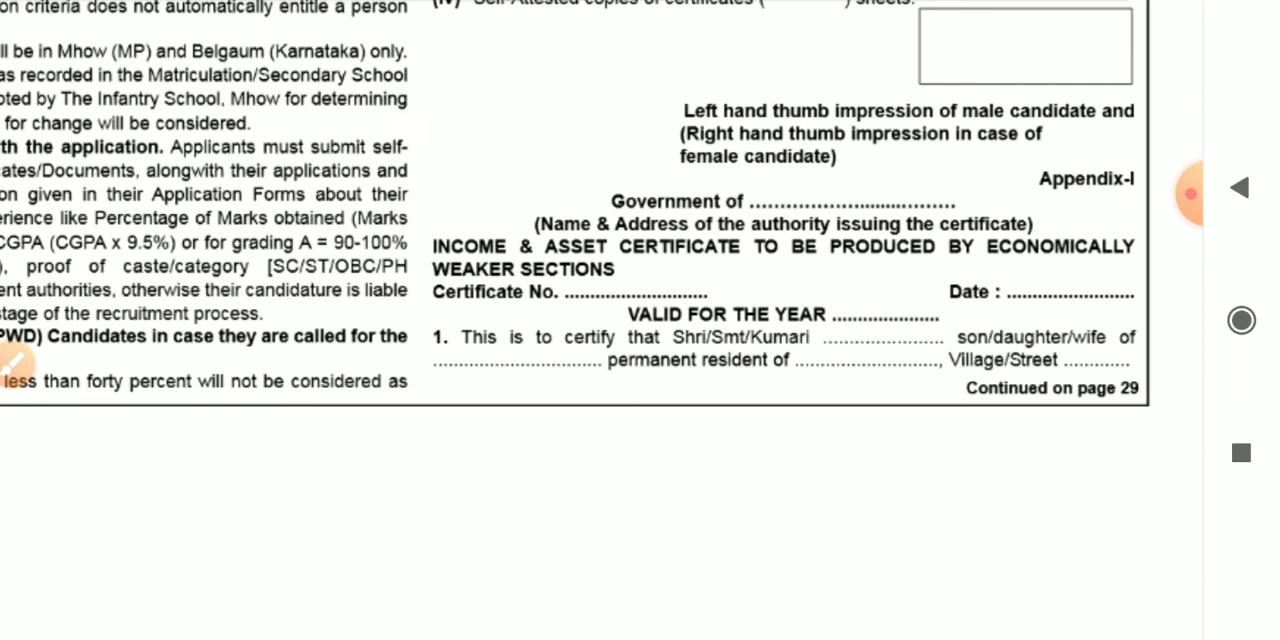 on criteria does not automatically entitle a person
ll be in Mhow (MP) and Belgaum (Karnataka) only.
as recorded in the Matriculation/Secondary School
oted by The Infantry School, Mhow for determining
for change will be considered.
th the application. Applicants must submit self-
ates/Documents, alongwith their applications and
on given in their Application Forms about their
erience like Percentage of Marks obtained (Marks
CGPA (CGPA x 9.5%) or for grading A = 90-100%
), proof of caste/category [SC/ST/OBC/PH
ent authorities, otherwise their candidature is liable
stage of the recruitment process.
PWD) Candidates in case they are called for the
less than forty percent will not be considered as
(iv) Self-Attested copies of certificates (                ) sheets.
Left hand thumb impression of male candidate and
(Right hand thumb impression in case of
female candidate)
Appendix-I
Government of ........................................
(Name & Address of the authority issuing the certificate)
INCOME & ASSET CERTIFICATE TO BE PRODUCED BY ECONOMICALLY
WEAKER SECTIONS
Certificate No. ............................ Date : .........................
VALID FOR THE YEAR .....................
1. This is to certify that Shri/Smt/Kumari ........................ son/daughter/wife of
................................. permanent resident of ............................, Village/Street .............
Continued on page 29